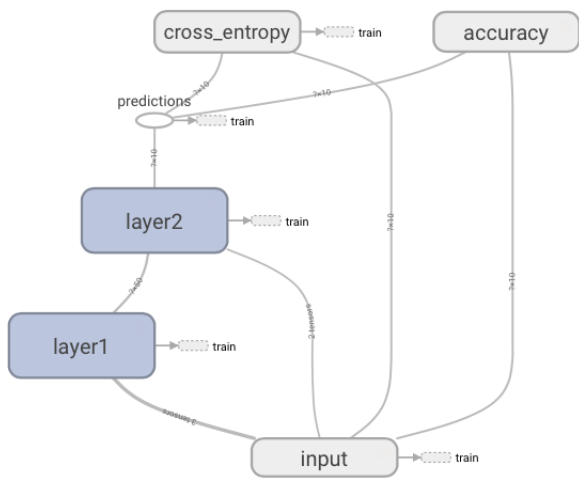 cross_entropy
train
accuracy
?×10
?×10
predictions
train
?×10
layer2
train
?×10
?×50
?×10
2 tensors
layer1
train
3 tensors
input
train